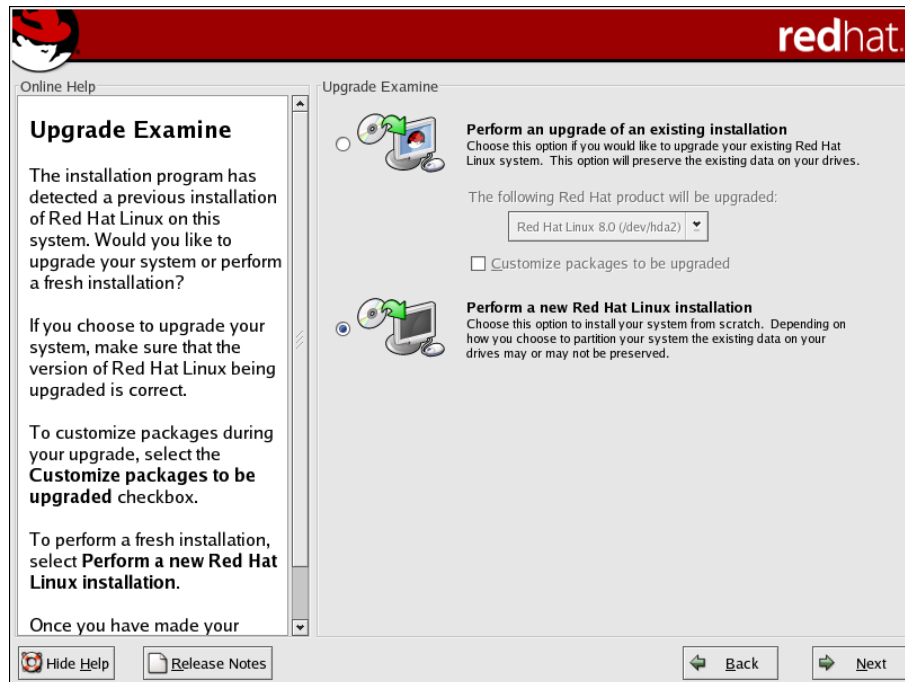 redhat.
Online Help
Upgrade Examine
The installation program has
detected a previous installation
of Red Hat Linux on this
system. Would you like to
upgrade your system or perform
a fresh installation?
If you choose to upgrade your
system, make sure that the
version of Red Hat Linux being
upgraded is correct.
To customize packages during
your upgrade, select the
Customize packages to be
upgraded checkbox.
To perform a fresh installation,
select Perform a new Red Hat
Linux installation.
Once you have made your
Upgrade Examine
Perform an upgrade of an existing installation
Choose this option if you would like to upgrade your existing Red Hat
Linux system. This option will preserve the existing data on your drives.
The following Red Hat product will be upgraded:
Red Hat Linux 8.0 (/dev/hda2)
Customize packages to be upgraded
Perform a new Red Hat Linux installation
Choose this option to install your system from scratch. Depending on
how you choose to partition your system the existing data on your
drives may or may not be preserved.
Hide Help
Release Notes
Back
Next